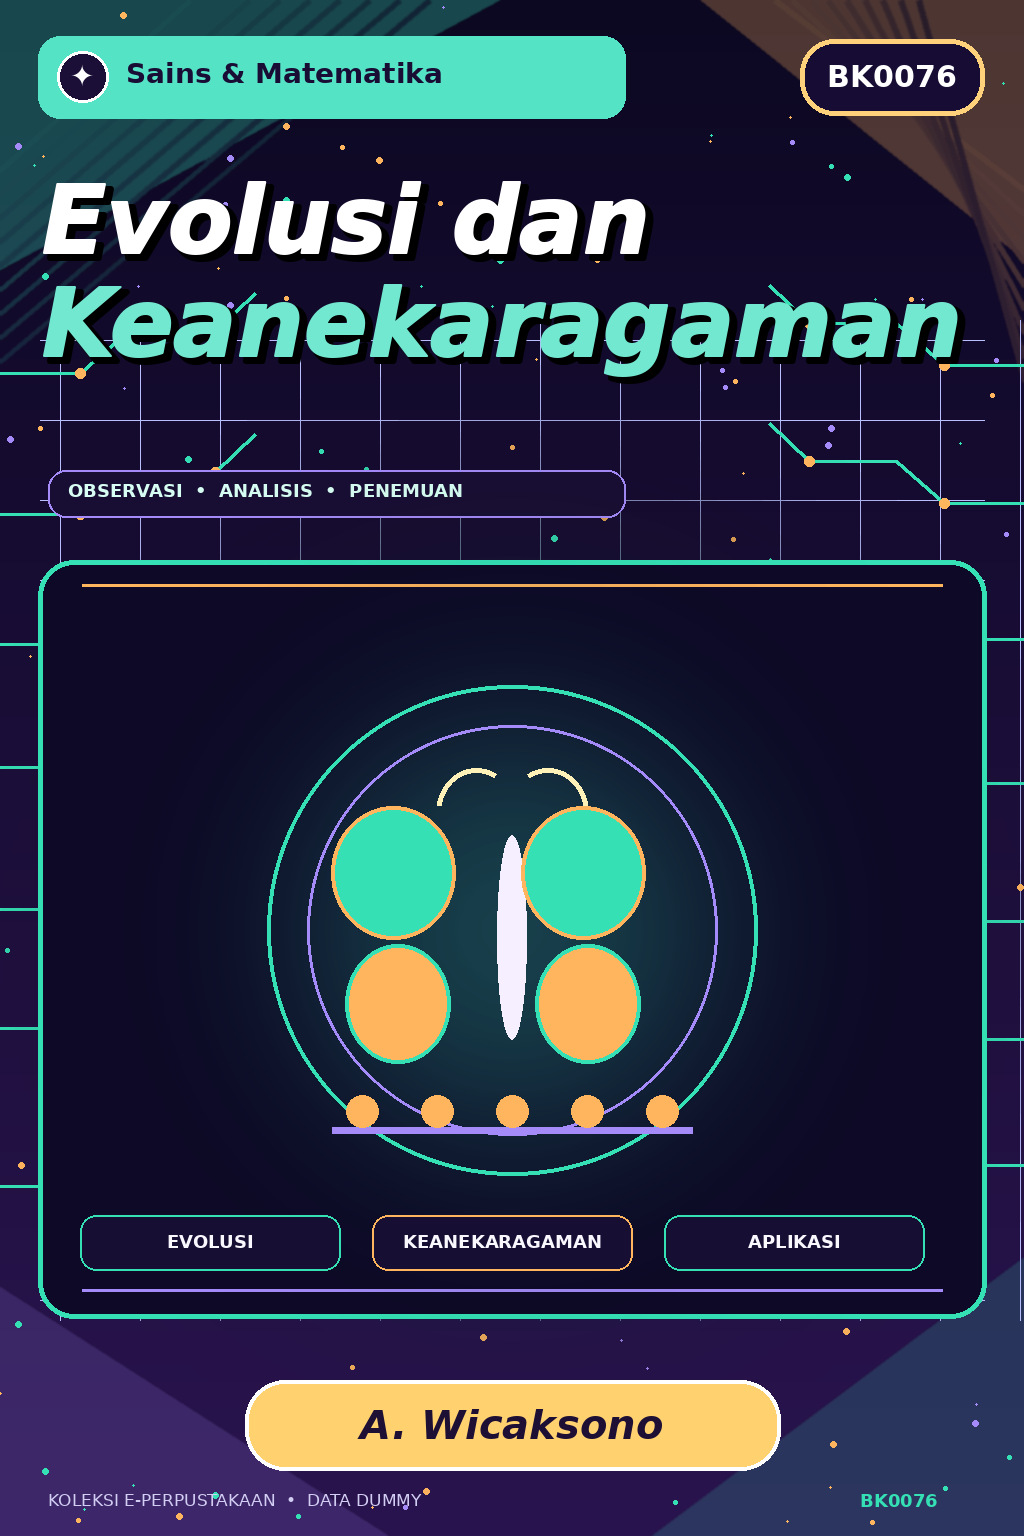 Sains & Matematika
BK0076
Evolusi dan
Keanekaragaman
OBSERVASI • ANALISIS • PENEMUAN
EVOLUSI
KEANEKARAGAMAN
APLIKASI
A. Wicaksono
KOLEKSI E-PERPUSTAKAAN • DATA DUMMY
BK0076